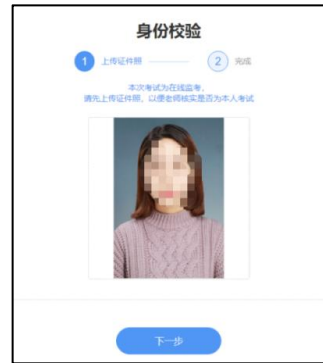 身份校验
1 上传证件照 2 完成
本次考试为在线监考,
请先上传证件照，以便老师核实是否为本人考试
下一步